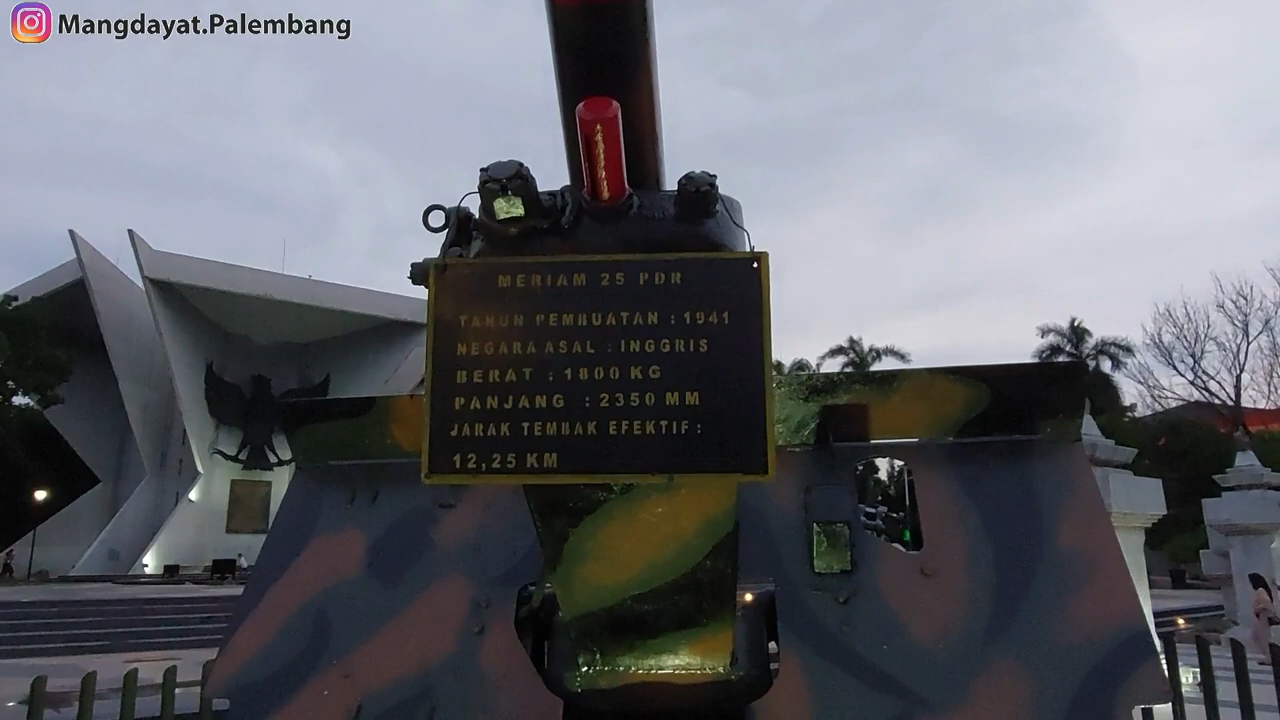 Mangdayat.Palembang
MERIAM 25 PDR
TAHUN PEMBUATAN : 1941
NEGARA ASAL : INGGRIS
BERAT : 1800 KG
PANJANG : 2350 MM
JARAK TEMBAK EFEKTIF :
12,25 KM